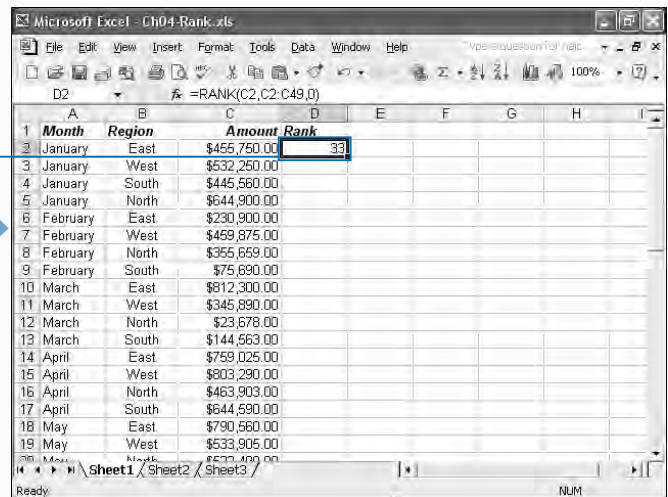 Microsoft Excel - Ch04-Rank.xls
File Edit View Insert Format Tools Data Window Help Type a question for help
100%
D2 fx =RANK(C2,C2:C49,0)
A B C D E F G H I
1 Month Region Amount Rank
2 January East $455,750.00 33
3 January West $532,250.00
4 January South $445,560.00
5 January North $644,900.00
6 February East $230,900.00
7 February West $459,875.00
8 February North $355,659.00
9 February South $75,690.00
10 March East $812,300.00
11 March West $345,890.00
12 March North $23,678.00
13 March South $144,563.00
14 April East $759,025.00
15 April West $803,290.00
16 April North $463,903.00
17 April South $644,590.00
18 May East $790,560.00
19 May West $533,905.00
20 May North
Sheet1 Sheet2 Sheet3
Ready NUM